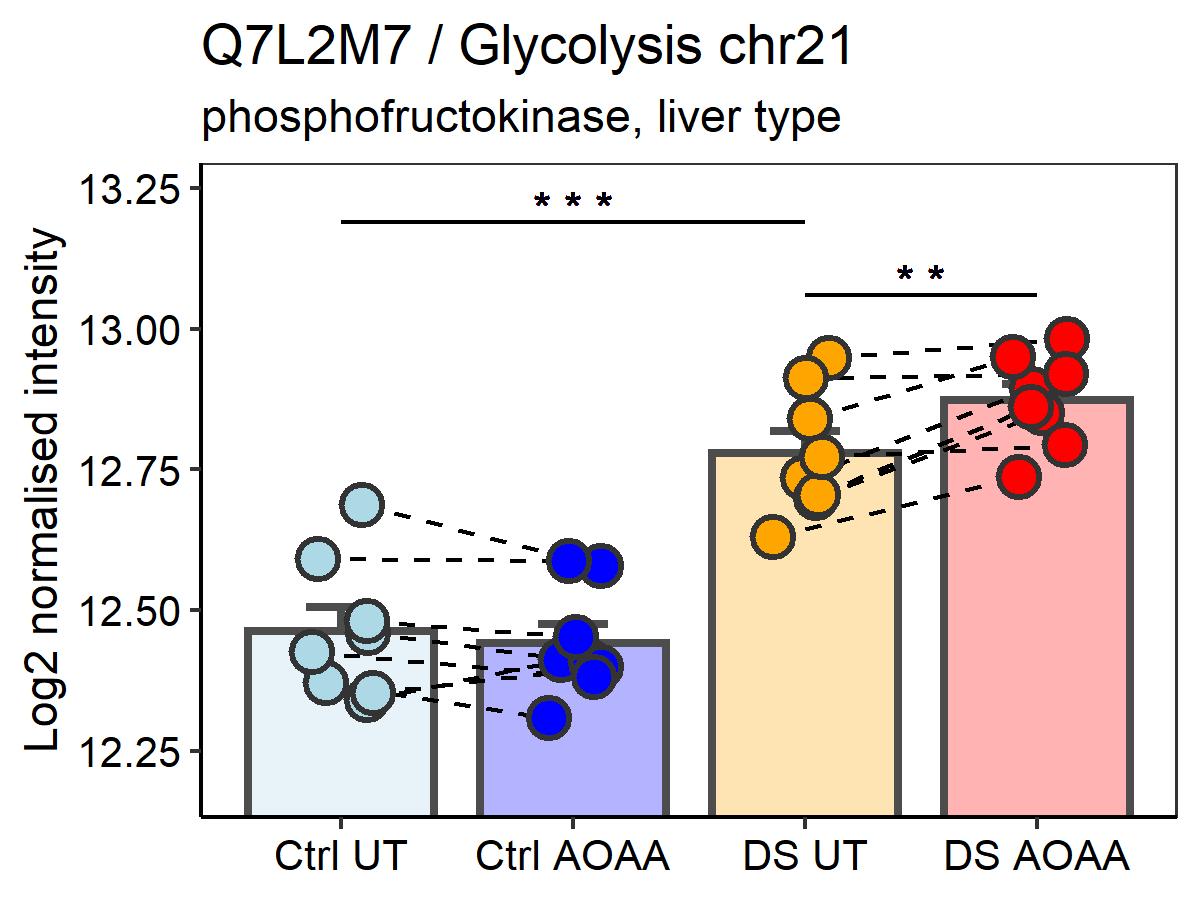 Q7L2M7 / Glycolysis chr21
phosphofructokinase, liver type
Log2 normalised intensity
13.25
13.00
12.75
12.50
12.25
* * *
* *
Ctrl UT
Ctrl AOAA
DS UT
DS AOAA